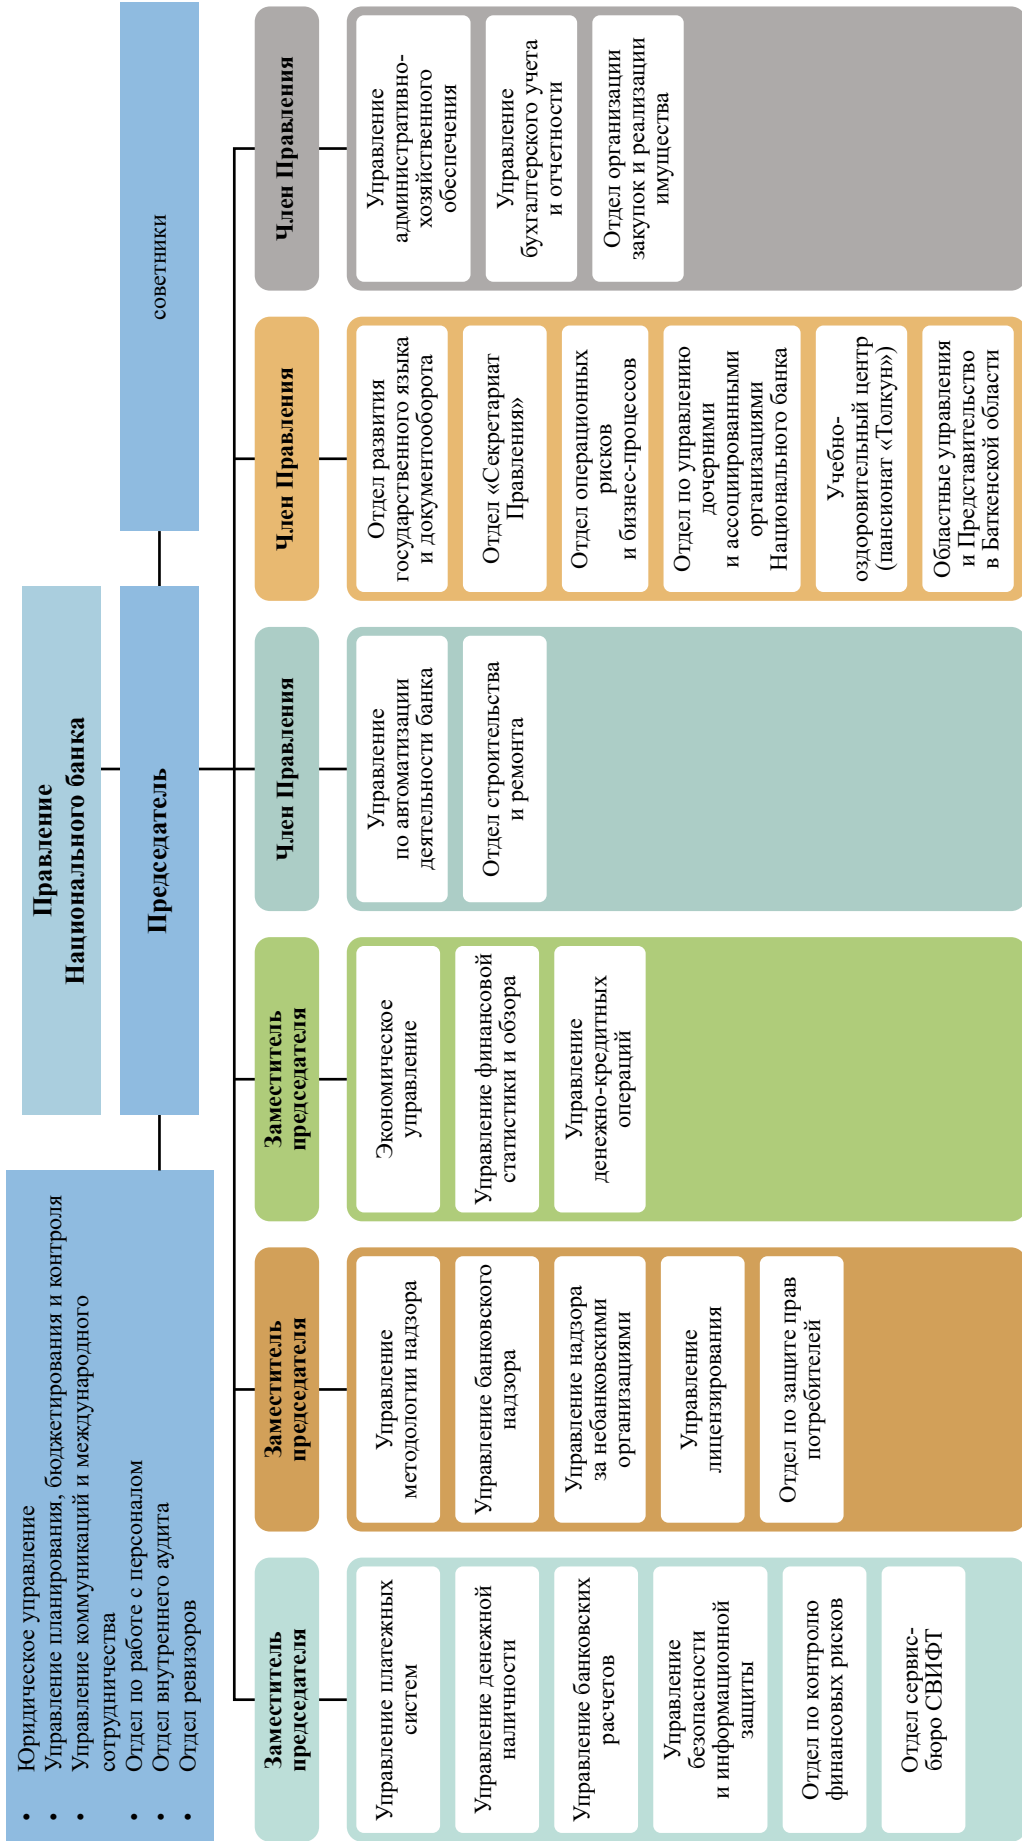 Правление
Национального банка
• Юридическое управление
• Управление планирования, бюджетирования и контроля
• Управление коммуникаций и международного
сотрудничества
• Отдел по работе с персоналом
• Отдел внутреннего аудита
• Отдел ревизоров
Председатель
советники
Заместитель
председателя
Управление платежных
систем
Управление денежной
наличности
Управление банковских
расчетов
Управление
безопасности
и информационной
защиты
Отдел по контролю
финансовых рисков
Отдел сервис-
бюро СВИФТ
Заместитель
председателя
Управление
методологии надзора
Управление банковского
надзора
Управление надзора
за небанковскими
организациями
Управление
лицензирования
Отдел по защите прав
потребителей
Заместитель
председателя
Экономическое
управление
Управление финансовой
статистики и обзора
Управление
денежно-кредитных
операций
Член Правления
Управление
по автоматизации
деятельности банка
Отдел строительства
и ремонта
Член Правления
Отдел развития
государственного языка
и документооборота
Отдел «Секретариат
Правления»
Отдел операционных
рисков
и бизнес-процессов
Отдел по управлению
дочерними
и ассоциированными
организациями
Национального банка
Учебно-
оздоровительный центр
(пансионат «Толкун»)
Областные управления
и Представительство
в Баткенской области
Член Правления
Управление
административно-
хозяйственного
обеспечения
Управление
бухгалтерского учета
и отчетности
Отдел организации
закупок и реализации
имущества